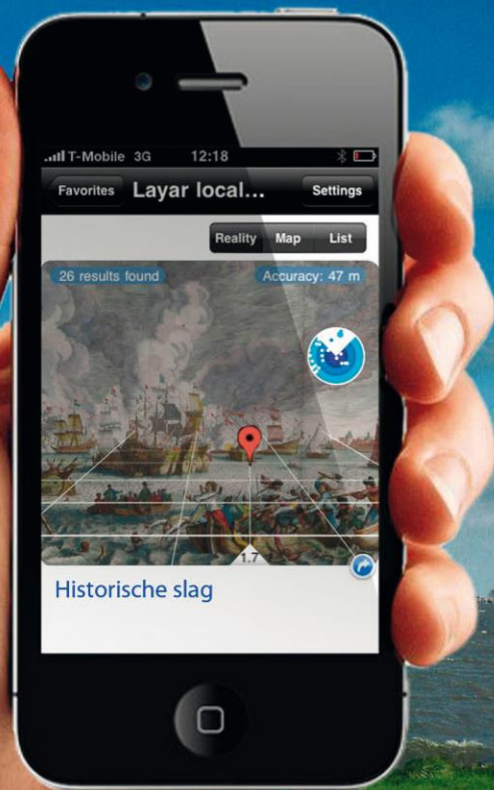 T-Mobile 3G 12:18
Favorites Layar local... Settings
Reality Map List
26 results found Accuracy: 47 m
1.7
Historische slag